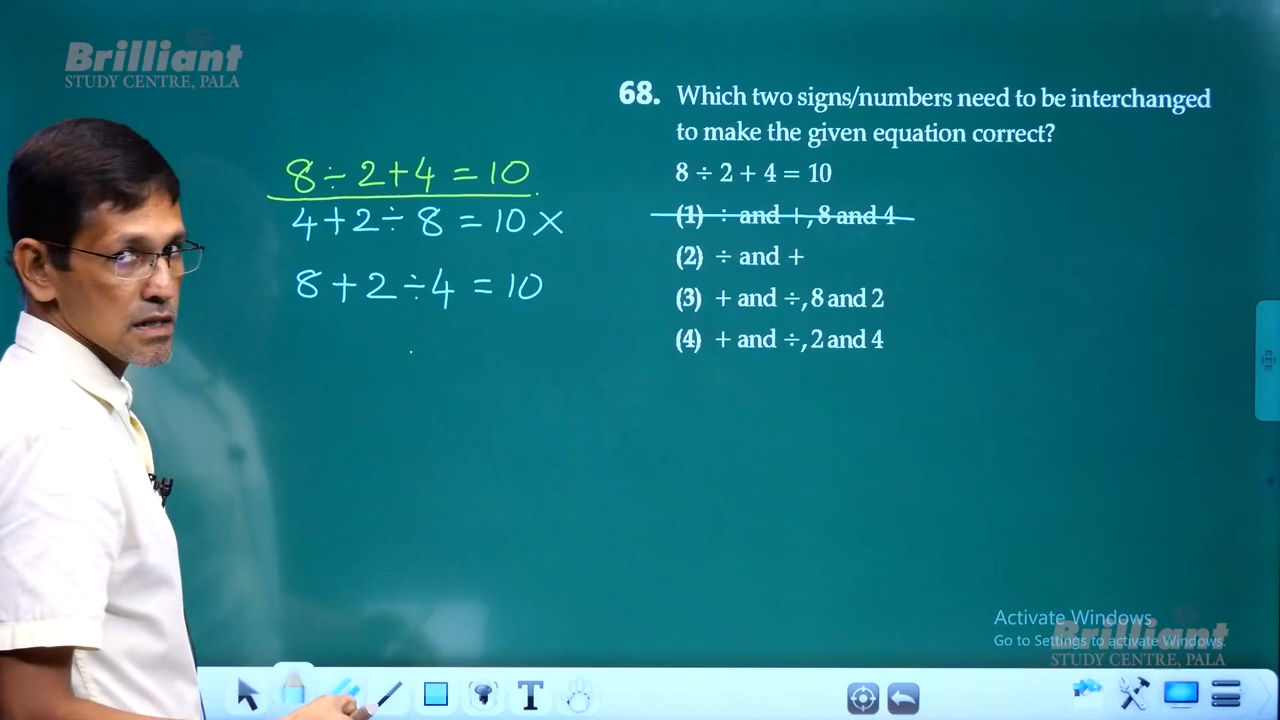 Brilliant
STUDY CENTRE, PALA
8 ÷ 2 + 4 = 10
4 + 2 ÷ 8 = 10 X
8 + 2 ÷ 4 = 10
68. Which two signs/numbers need to be interchanged
to make the given equation correct?
8 ÷ 2 + 4 = 10
(1) ÷ and +, 8 and 4
(2) ÷ and +
(3) + and ÷, 8 and 2
(4) + and ÷, 2 and 4
Activate Windows
Go to Settings to activate Windows.
Brilliant
STUDY CENTRE, PALA
T